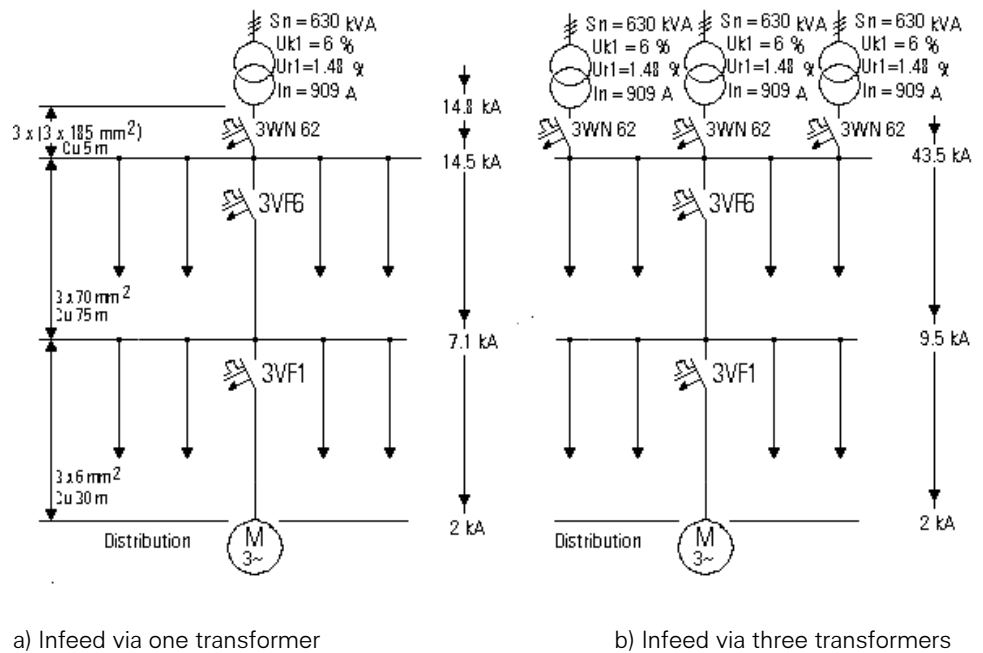 Sn = 630 kVA
Uk1 = 6 %
Ur1=1.48 %
In = 909 A
14.8 kA
3 x (3 x 185 mm2)
Cu 5 m
3WN 62
14.5 kA
3VF6
3 x 70 mm2
Cu 75 m
7.1 kA
3VF1
3 x 6 mm2
Cu 30 m
2 kA
Distribution
M
3~
a) Infeed via one transformer
Sn = 630 Sn = 630 Sn = 630 kVA
Uk1 = 6 % Uk1 = 6 % Uk1 = 6 %
Ur1=1.48 % Ur1=1.48 % Ur1=1.48 %
In = 909 A In = 909 A In = 909 A
3WN 62 3WN 62 3WN 62
43.5 kA
3VF6
9.5 kA
3VF1
2 kA
Distribution
M
3~
b) Infeed via three transformers